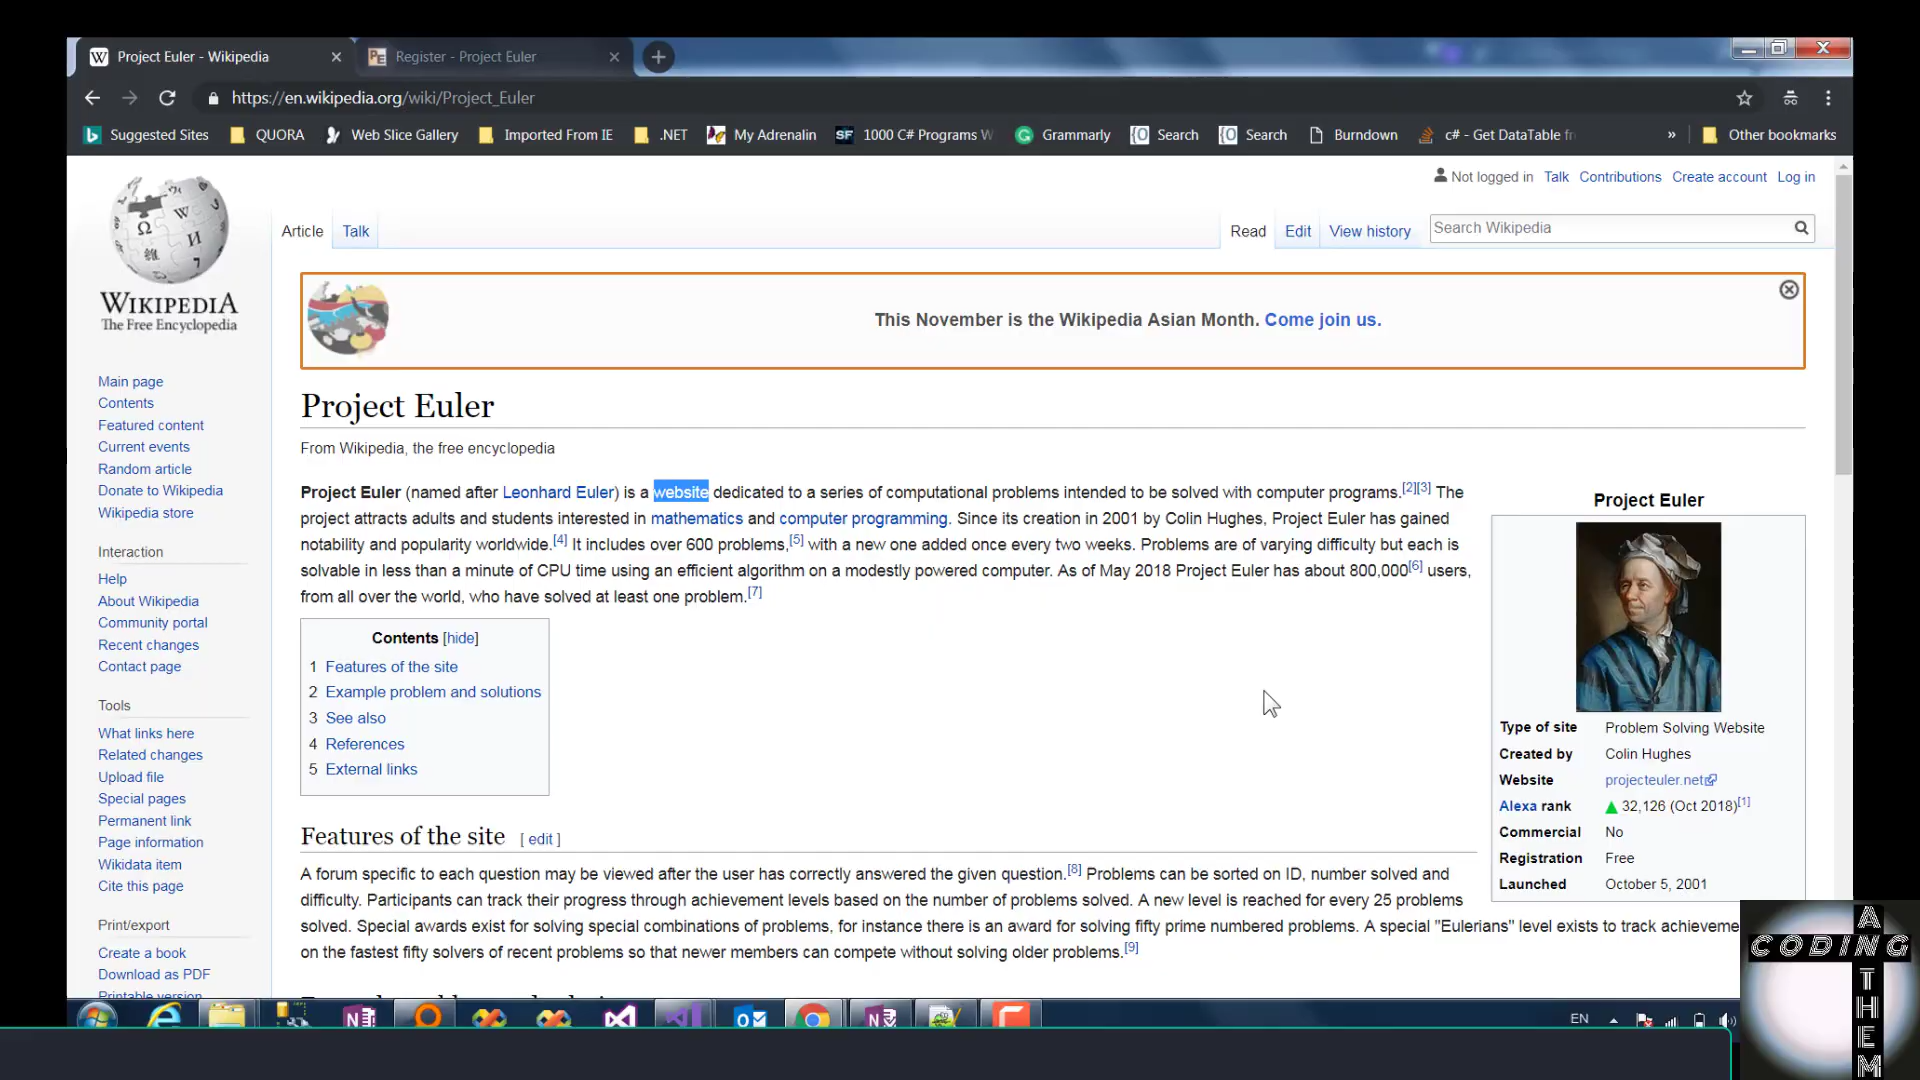 Project Euler - Wikipedia
Register - Project Euler
https://en.wikipedia.org/wiki/Project_Euler
Suggested Sites QUORA Web Slice Gallery Imported From IE .NET My Adrenalin 1000 C# Programs W Grammarly Search Search Burndown c# - Get DataTable fr » Other bookmarks
Not logged in Talk Contributions Create account Log in
Article Talk Read Edit View history Search Wikipedia
WIKIPEDIA
The Free Encyclopedia
Main page
Contents
Featured content
Current events
Random article
Donate to Wikipedia
Wikipedia store
Interaction
Help
About Wikipedia
Community portal
Recent changes
Contact page
Tools
What links here
Related changes
Upload file
Special pages
Permanent link
Page information
Wikidata item
Cite this page
Print/export
Create a book
Download as PDF
Printable version
This November is the Wikipedia Asian Month. Come join us.
Project Euler
From Wikipedia, the free encyclopedia
Project Euler (named after Leonhard Euler) is a website dedicated to a series of computational problems intended to be solved with computer programs.[2][3] The
project attracts adults and students interested in mathematics and computer programming. Since its creation in 2001 by Colin Hughes, Project Euler has gained
notability and popularity worldwide.[4] It includes over 600 problems,[5] with a new one added once every two weeks. Problems are of varying difficulty but each is
solvable in less than a minute of CPU time using an efficient algorithm on a modestly powered computer. As of May 2018 Project Euler has about 800,000[6] users,
from all over the world, who have solved at least one problem.[7]
Contents [hide]
1 Features of the site
2 Example problem and solutions
3 See also
4 References
5 External links
Project Euler
Type of site Problem Solving Website
Created by Colin Hughes
Website projecteuler.net
Alexa rank ▲ 32,126 (Oct 2018)[1]
Commercial No
Registration Free
Launched October 5, 2001
Features of the site [ edit ]
A forum specific to each question may be viewed after the user has correctly answered the given question.[8] Problems can be sorted on ID, number solved and
difficulty. Participants can track their progress through achievement levels based on the number of problems solved. A new level is reached for every 25 problems
solved. Special awards exist for solving special combinations of problems, for instance there is an award for solving fifty prime numbered problems. A special "Eulerians" level exists to track achieveme
on the fastest fifty solvers of recent problems so that newer members can compete without solving older problems.[9]
EN
CODING
ANATHEM